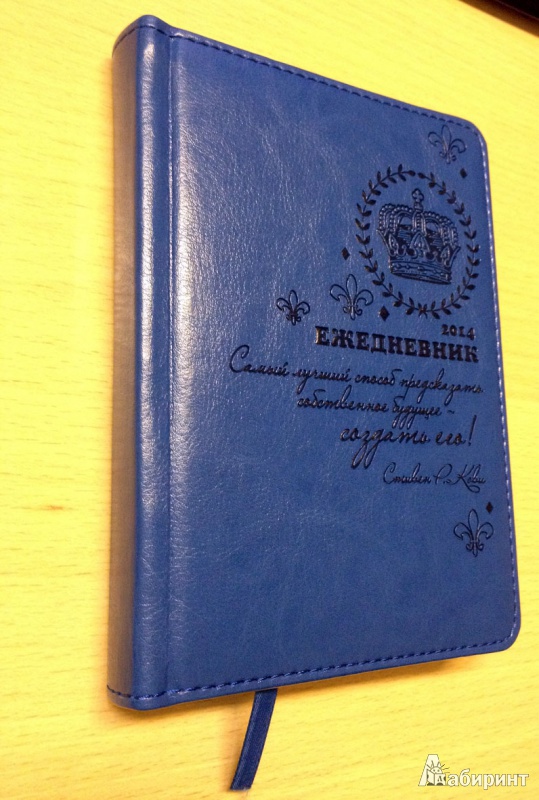 2014
ЕЖЕДНЕВНИК
Самый лучший способ предсказать
собственное будущее –
создать его!
Стивен Р. Кови
Лабиринт